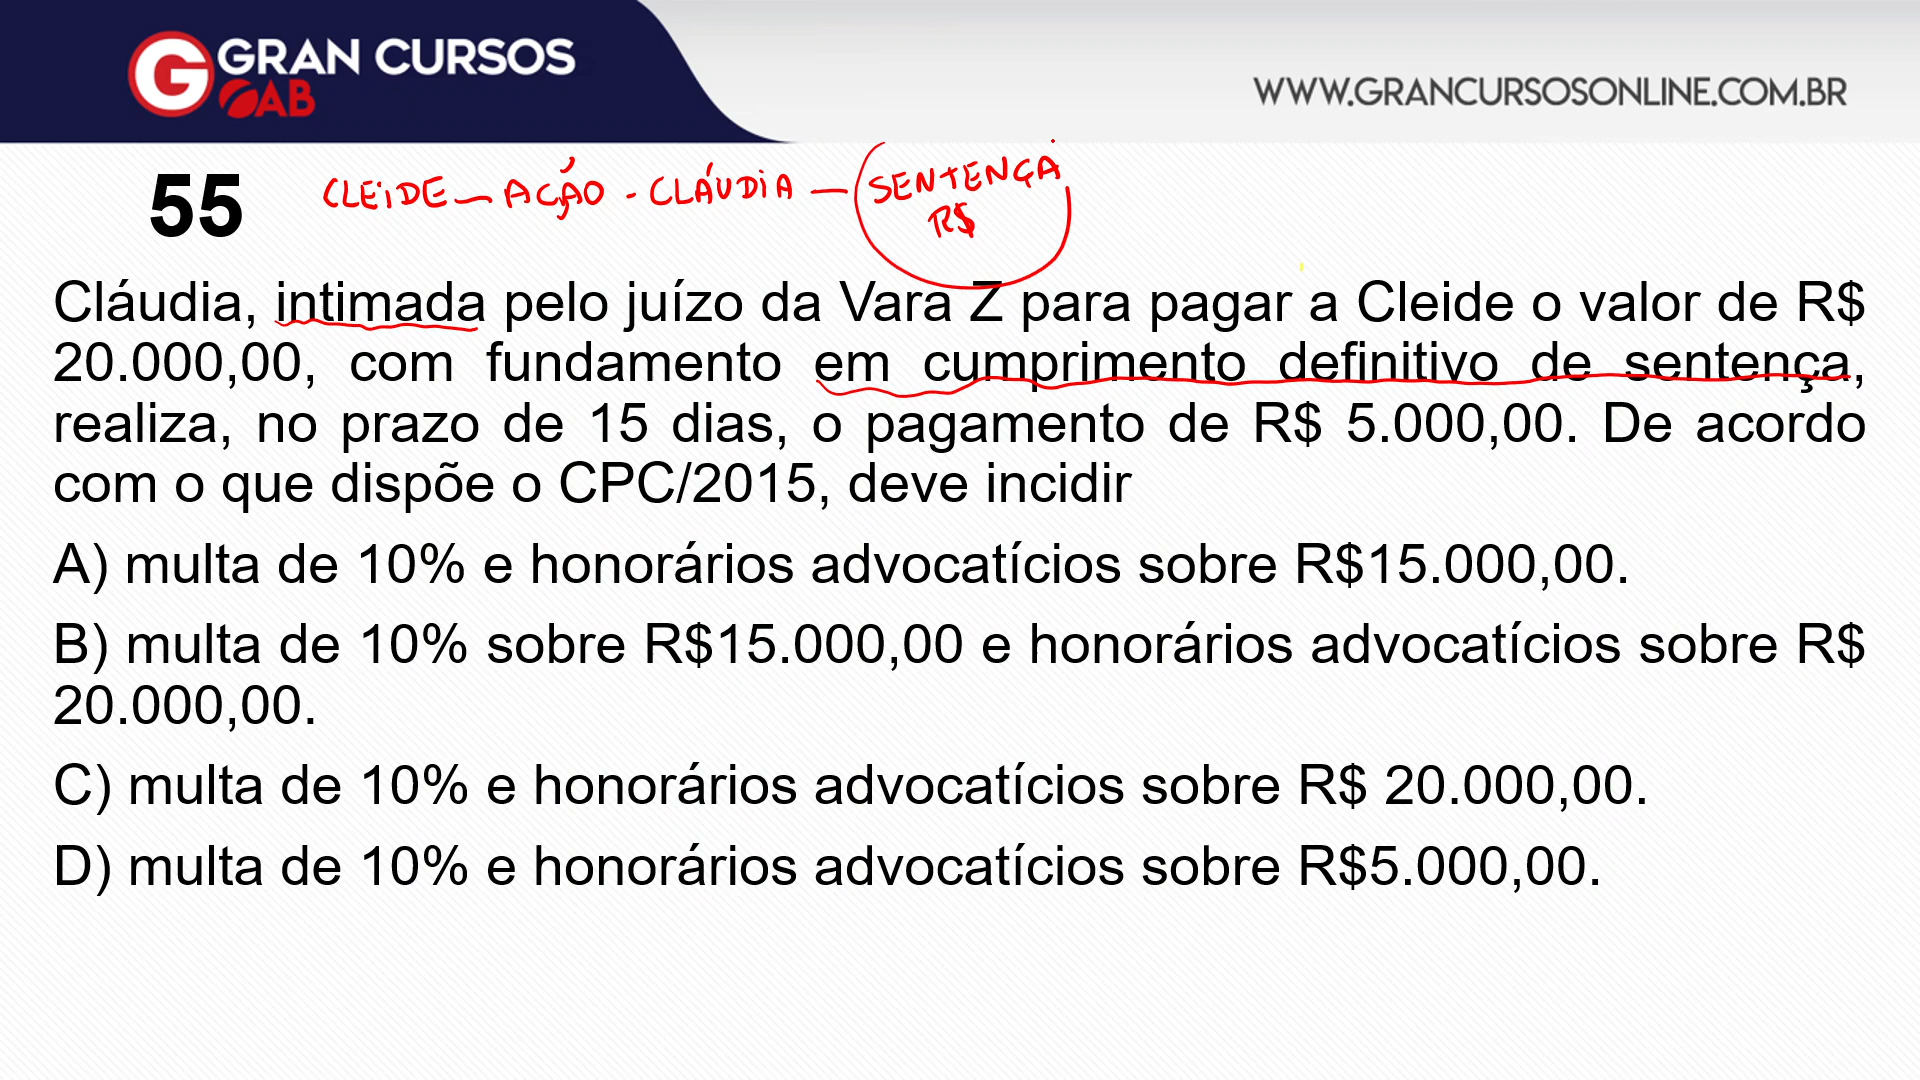 GRAN CURSOS
OAB
WWW.GRANCURSOSONLINE.COM.BR
55
CLEIDE — AÇÃO - CLÁUDIA — SENTENÇA
R$
Cláudia, intimada pelo juízo da Vara Z para pagar a Cleide o valor de R$
20.000,00, com fundamento em cumprimento definitivo de sentença,
realiza, no prazo de 15 dias, o pagamento de R$ 5.000,00. De acordo
com o que dispõe o CPC/2015, deve incidir
A) multa de 10% e honorários advocatícios sobre R$15.000,00.
B) multa de 10% sobre R$15.000,00 e honorários advocatícios sobre R$
20.000,00.
C) multa de 10% e honorários advocatícios sobre R$ 20.000,00.
D) multa de 10% e honorários advocatícios sobre R$5.000,00.